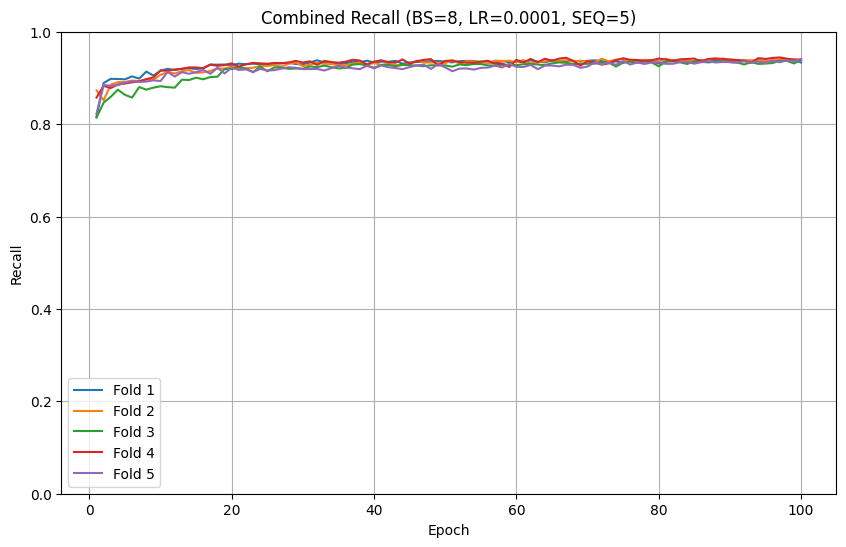 Combined Recall (BS=8, LR=0.0001, SEQ=5)
1.0
0.8
0.6
0.4
0.2
0.0
Recall
Fold 1
Fold 2
Fold 3
Fold 4
Fold 5
0 20 40 60 80 100
Epoch